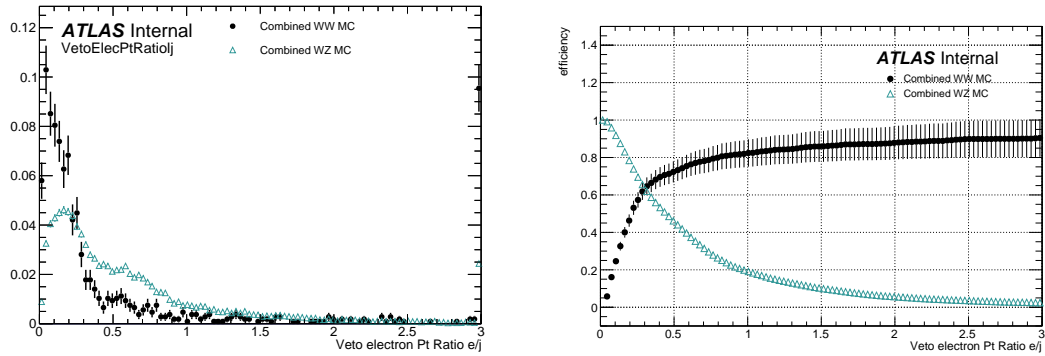 ATLAS Internal
VetoElecPtRatioIj
Combined WW MC
Combined WZ MC
0.12
0.1
0.08
0.06
0.04
0.02
0
0 0.5 1 1.5 2 2.5 3
Veto electron Pt Ratio e/j
efficiency
ATLAS Internal
Combined WW MC
Combined WZ MC
1.4
1.2
1
0.8
0.6
0.4
0.2
0
0 0.5 1 1.5 2 2.5 3
Veto electron Pt Ratio e/j